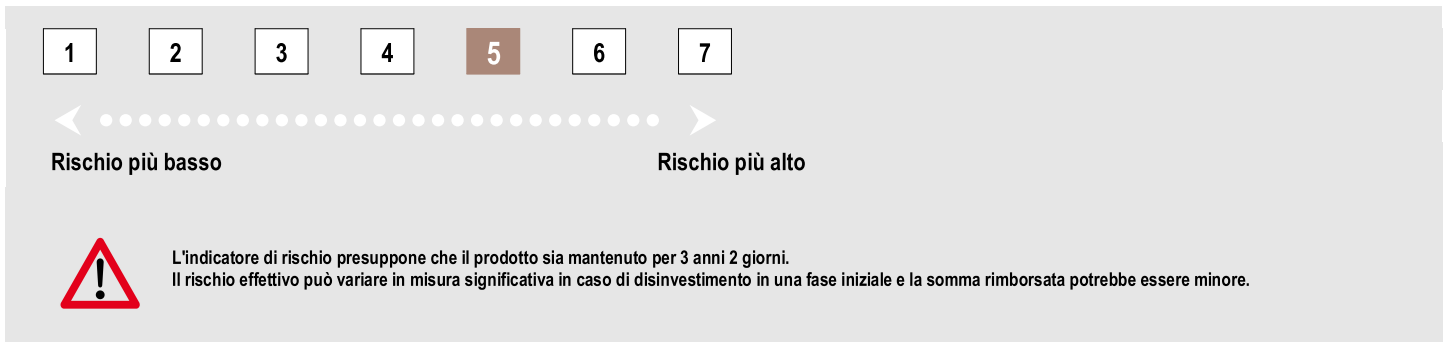 1 2 3 4 5 6 7
Rischio più basso Rischio più alto
L'indicatore di rischio presuppone che il prodotto sia mantenuto per 3 anni 2 giorni.
Il rischio effettivo può variare in misura significativa in caso di disinvestimento in una fase iniziale e la somma rimborsata potrebbe essere minore.